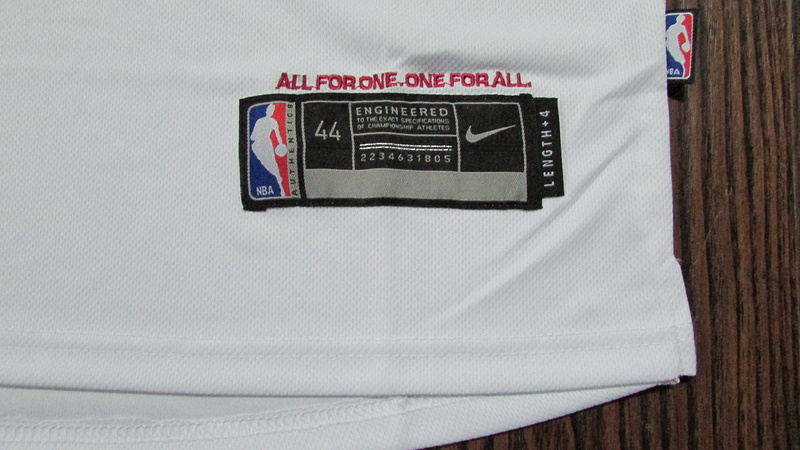 ALL FOR ONE. ONE FOR ALL.
NBA
AUTHENTICS
44
ENGINEERED
TO THE EXACT SPECIFICATIONS
OF CHAMPIONSHIP ATHLETES
2234631805
LENGTH+4
NBA